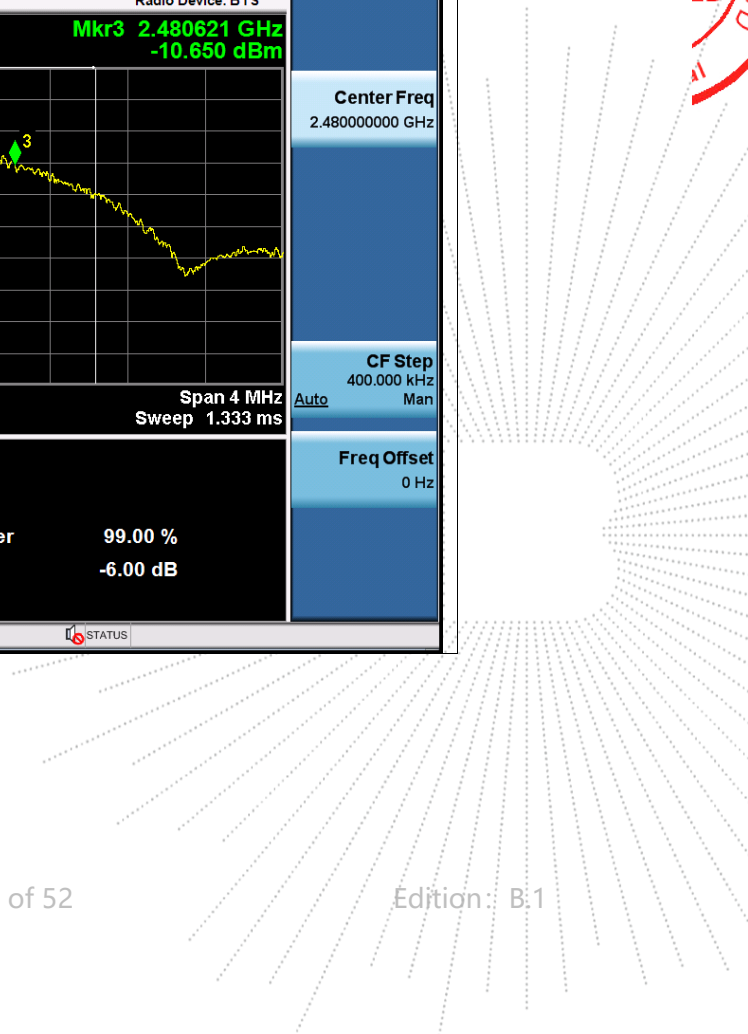 Radio Device: BTS
Mkr3 2.480621 GHz
-10.650 dBm
3
Center Freq
2.480000000 GHz
CF Step
400.000 kHz
Auto Man
Span 4 MHz
Sweep 1.333 ms
Freq Offset
0 Hz
er 99.00 %
-6.00 dB
STATUS
of 52 Edition: B.1